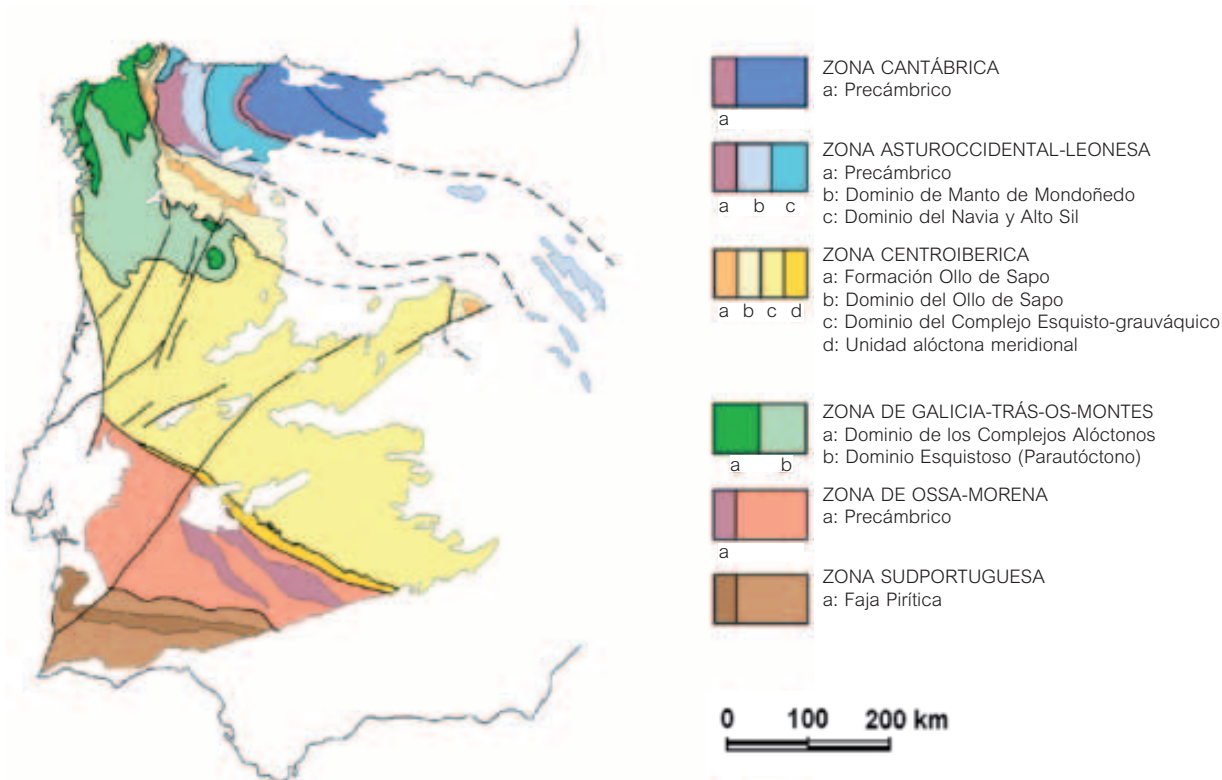 ZONA CANTÁBRICA
a: Precámbrico
a
ZONA ASTUROCCIDENTAL-LEONESA
a: Precámbrico
b: Dominio de Manto de Mondoñedo
c: Dominio del Navia y Alto Sil
a b c
ZONA CENTROIBERICA
a: Formación Ollo de Sapo
b: Dominio del Ollo de Sapo
c: Dominio del Complejo Esquisto-grauváquico
d: Unidad alóctona meridional
a b c d
ZONA DE GALICIA-TRÁS-OS-MONTES
a: Dominio de los Complejos Alóctonos
b: Dominio Esquistoso (Parautóctono)
a b
ZONA DE OSSA-MORENA
a: Precámbrico
a
ZONA SUDPORTUGUESA
a: Faja Pirítica
0 100 200 km